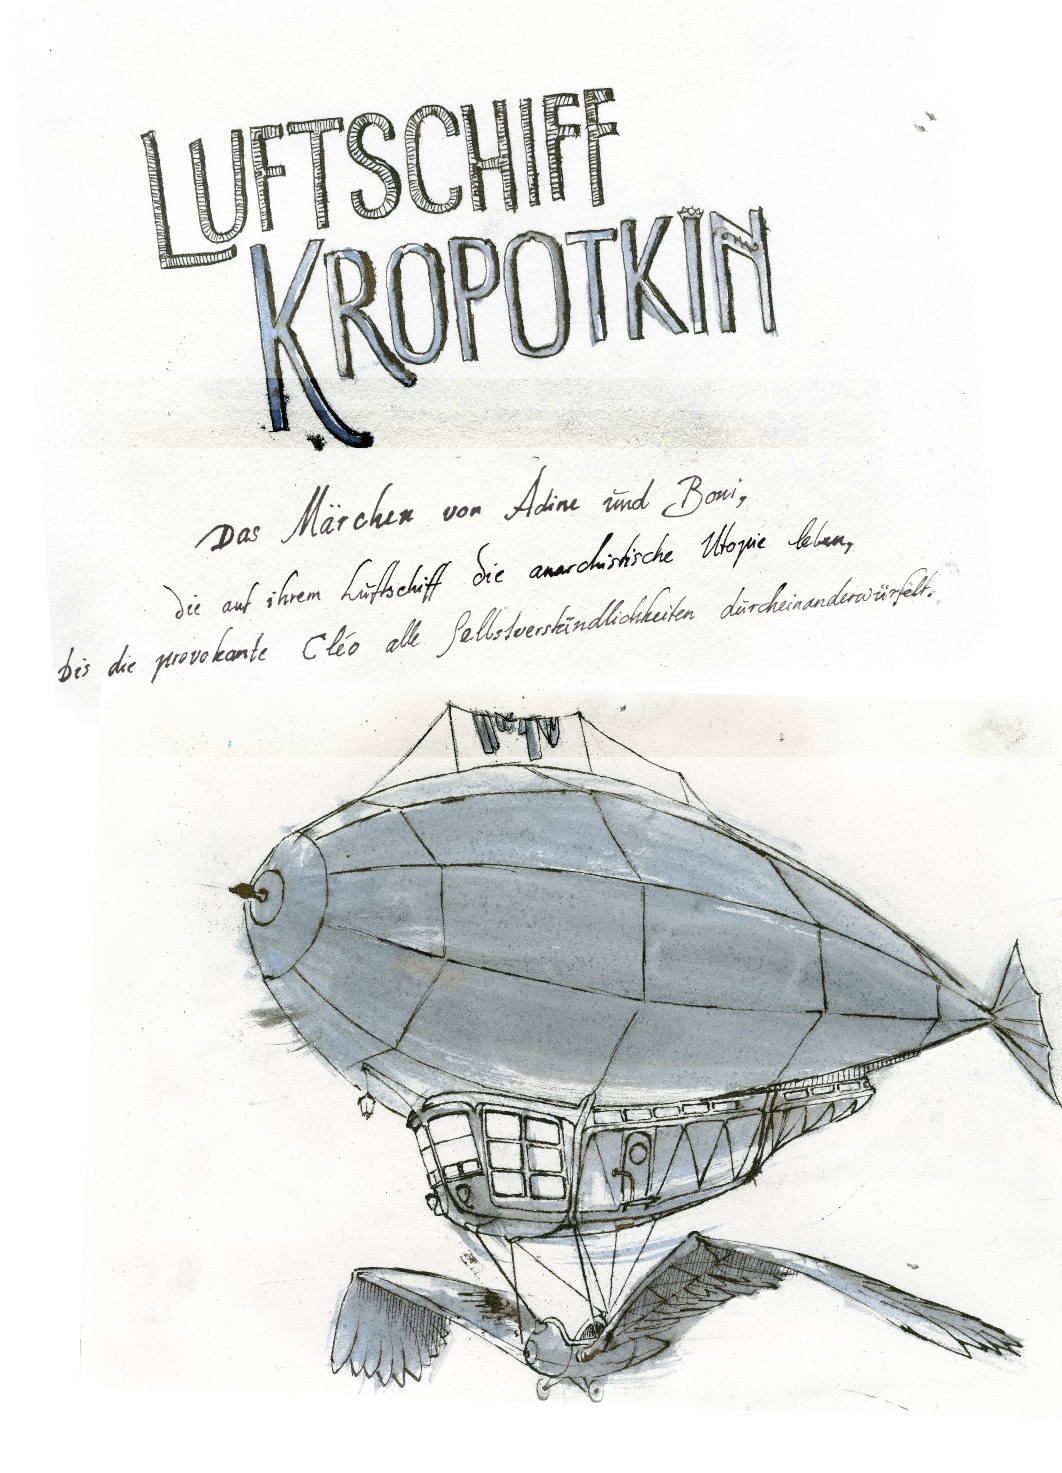 LUFTSCHIFF
KROPOTKIN
Das Märchen von Adine und Boni,
die auf ihrem Luftschiff die anarchistische Utopie leben,
bis die provokante Cléo alle Selbstverständlichkeiten durcheinanderwürfelt.